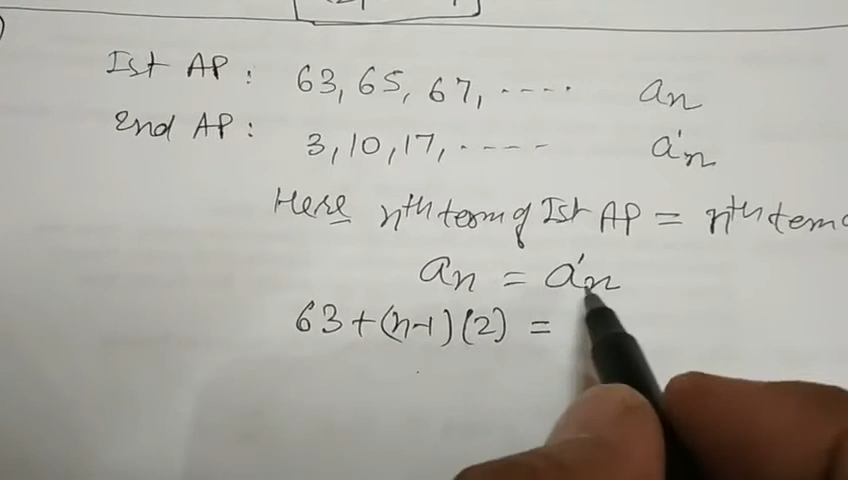 Ist AP: 63, 65, 67, ..... an
2nd AP: 3, 10, 17, ..... a'n
Here nth term of Ist AP = nth term
an = a'n
63+(n-1)(2) =